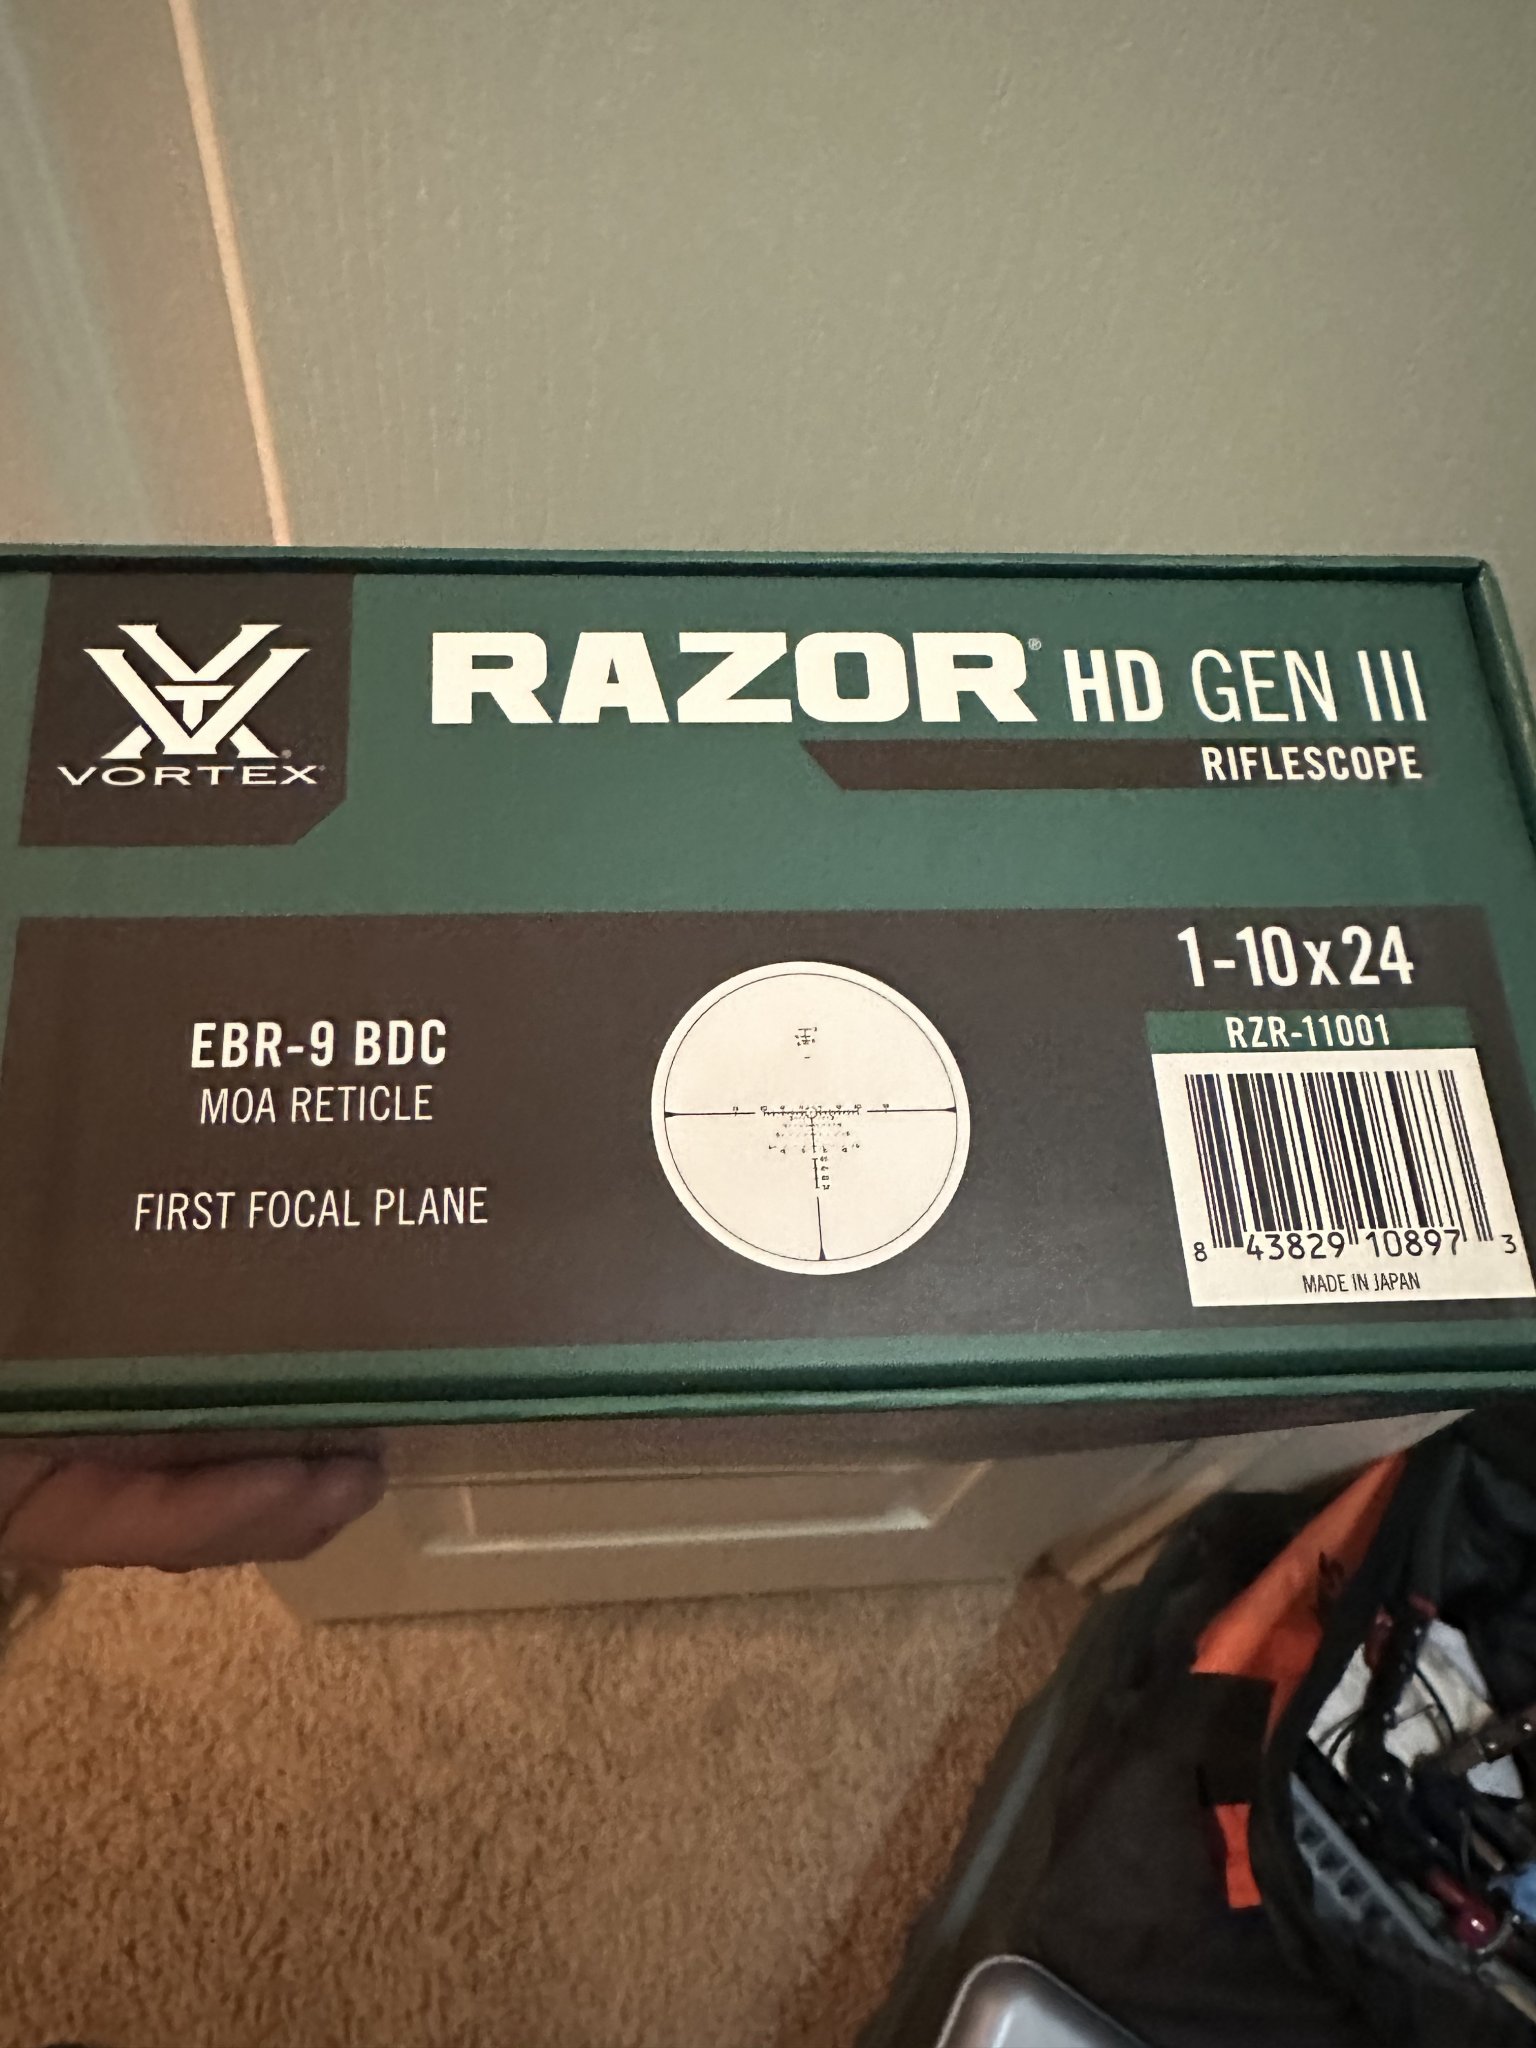 VORTEX
RAZOR® HD GEN III
RIFLESCOPE
EBR-9 BDC
MOA RETICLE
FIRST FOCAL PLANE
1-10x24
RZR-11001
8 43829 10897 3
MADE IN JAPAN